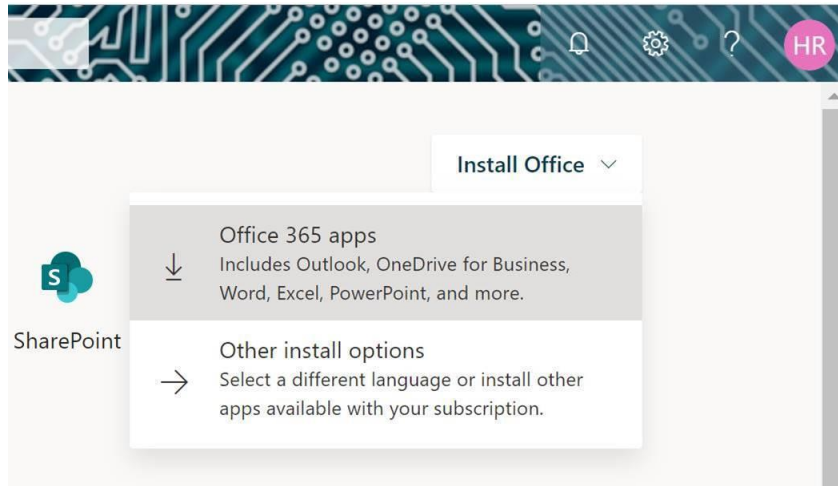 ?
HR
Install Office
Office 365 apps
Includes Outlook, OneDrive for Business,
Word, Excel, PowerPoint, and more.
S
SharePoint
Other install options
Select a different language or install other
apps available with your subscription.